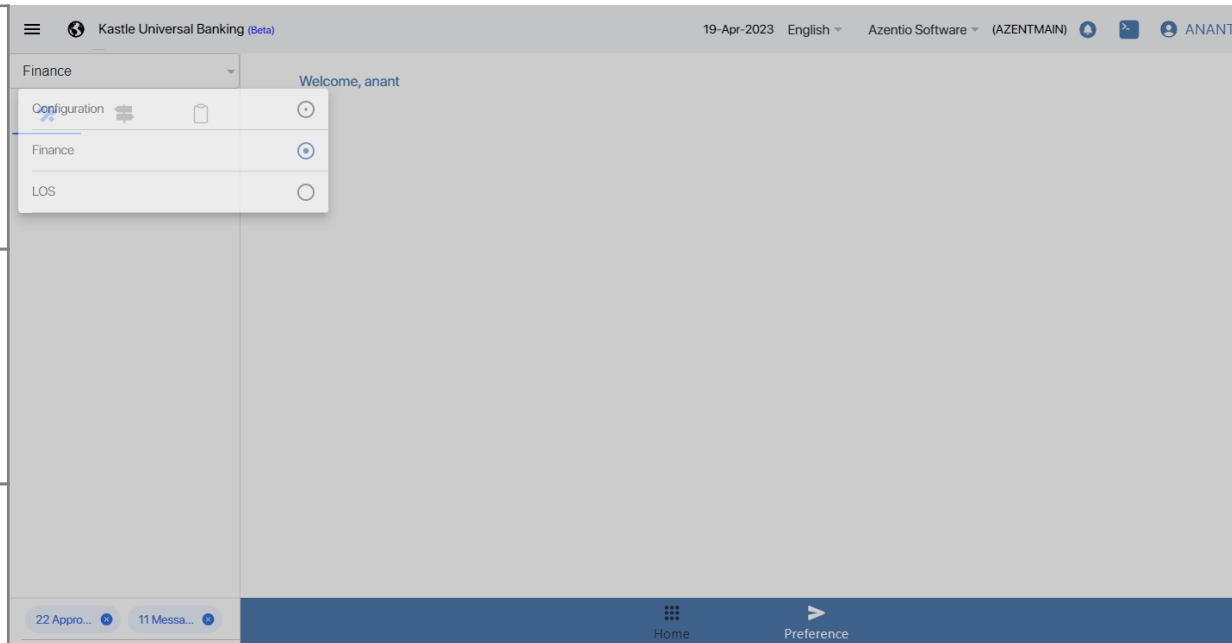 Kastle Universal Banking (Beta) 19-Apr-2023 English Azentio Software (AZENTMAIN) ANANT
Finance
Welcome, anant
Configuration
Finance
LOS
22 Appro... 11 Messa...
Home Preference